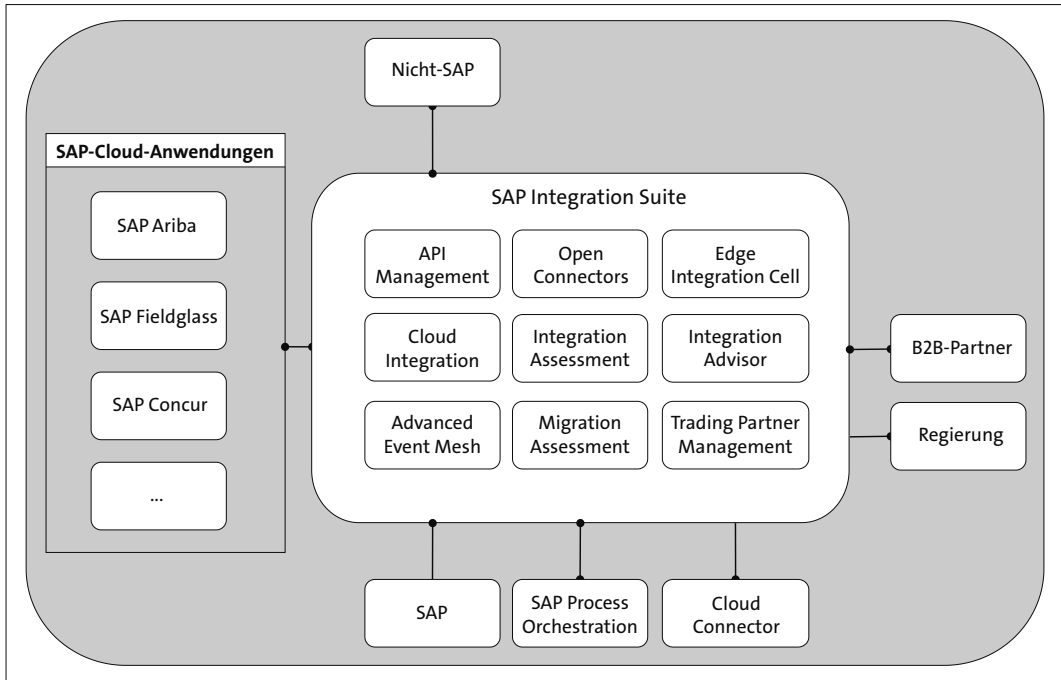 Nicht-SAP
SAP-Cloud-Anwendungen
SAP Ariba
SAP Fieldglass
SAP Concur
...
SAP Integration Suite
API
Management
Open
Connectors
Edge
Integration Cell
Cloud
Integration
Integration
Assessment
Integration
Advisor
Advanced
Event Mesh
Migration
Assessment
Trading Partner
Management
B2B-Partner
Regierung
SAP
SAP Process
Orchestration
Cloud
Connector